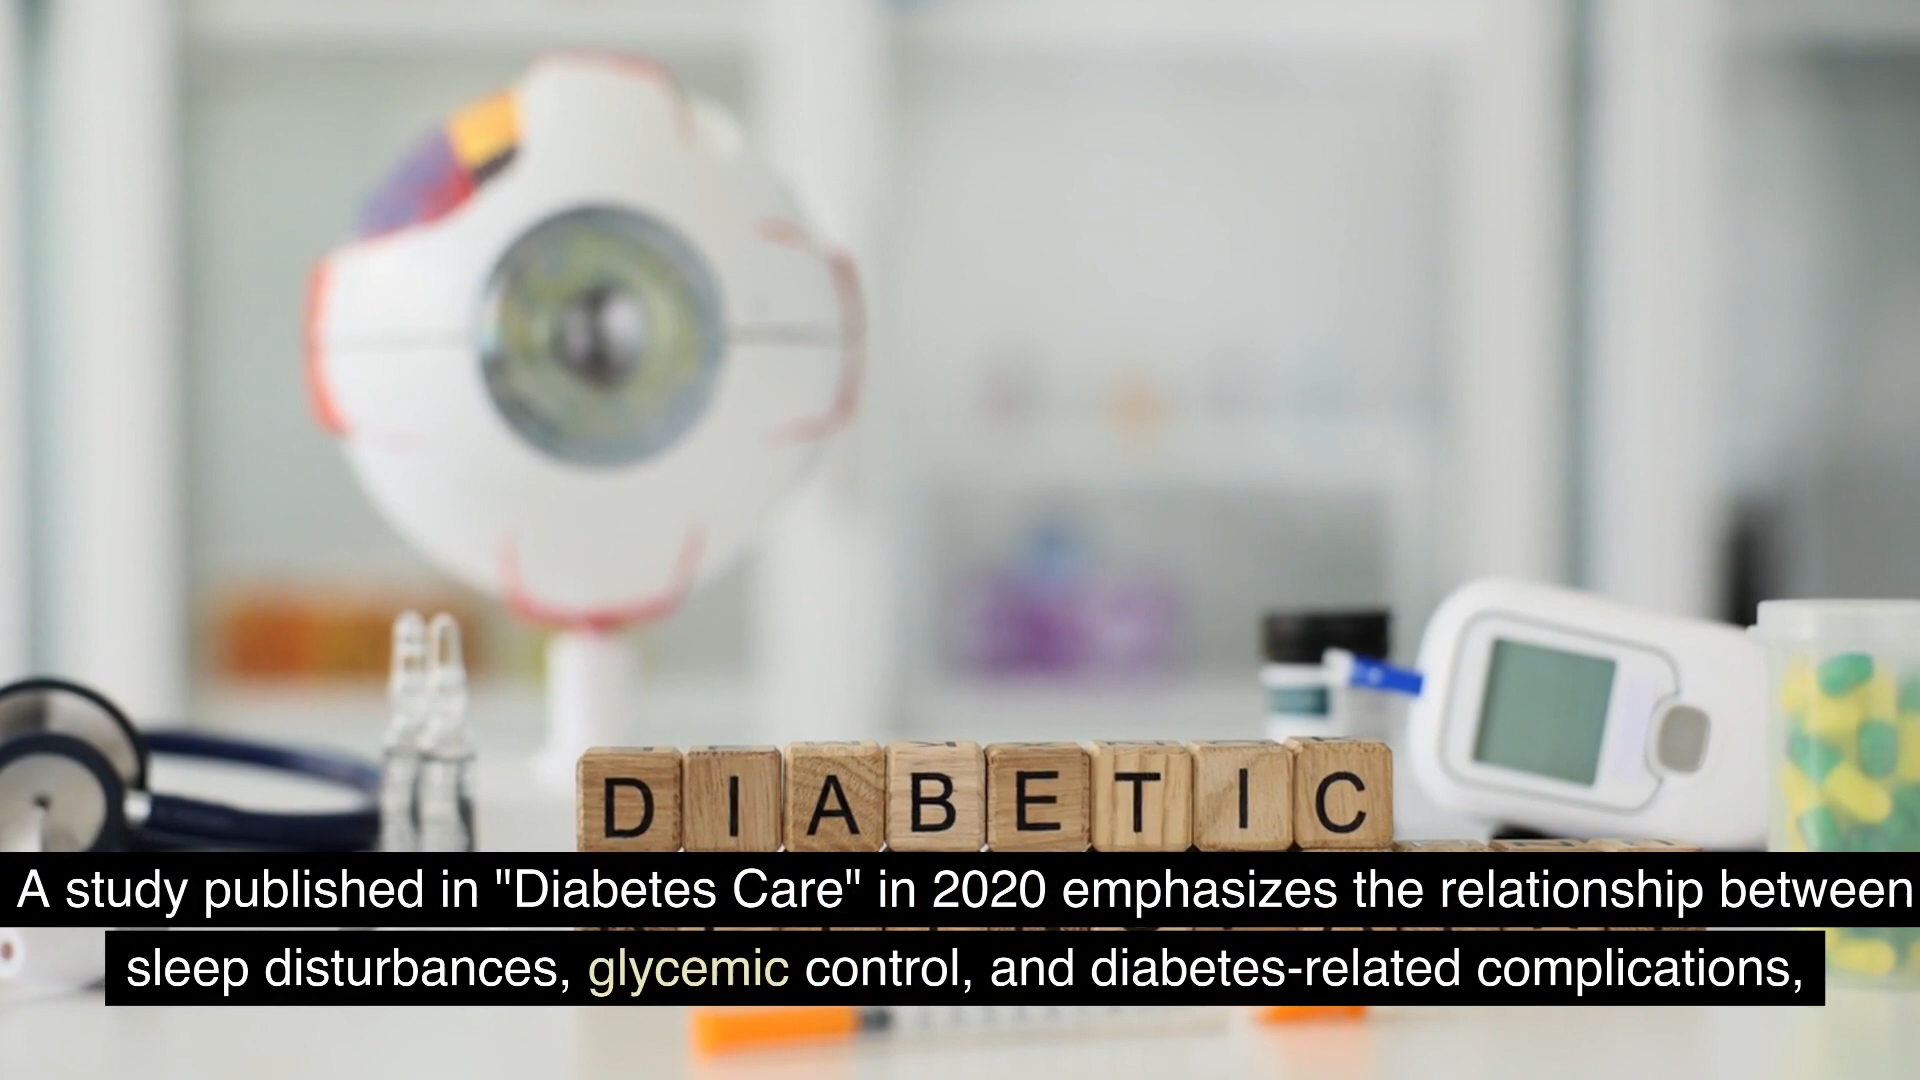 DIABETIC
A study published in "Diabetes Care" in 2020 emphasizes the relationship between
sleep disturbances, glycemic control, and diabetes-related complications,